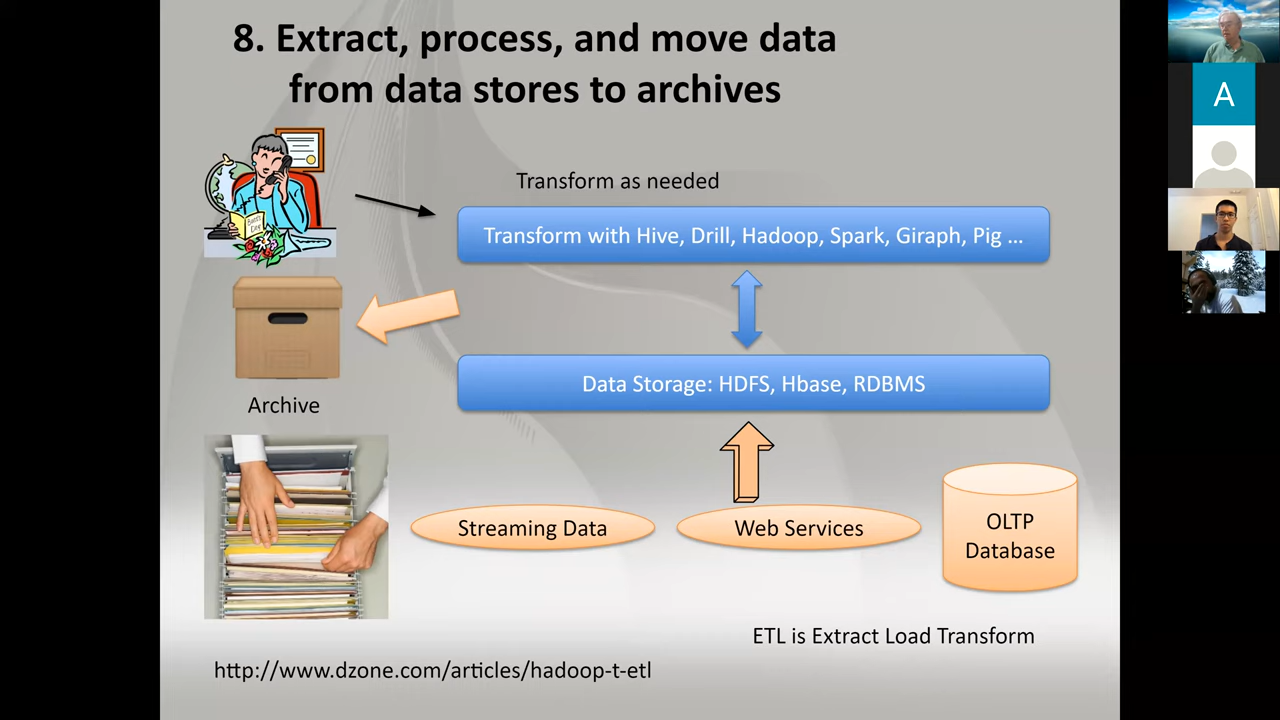 8. Extract, process, and move data
from data stores to archives
Transform as needed
Transform with Hive, Drill, Hadoop, Spark, Giraph, Pig …
Data Storage: HDFS, Hbase, RDBMS
Archive
Streaming Data
Web Services
OLTP
Database
ETL is Extract Load Transform
http://www.dzone.com/articles/hadoop-t-etl
A